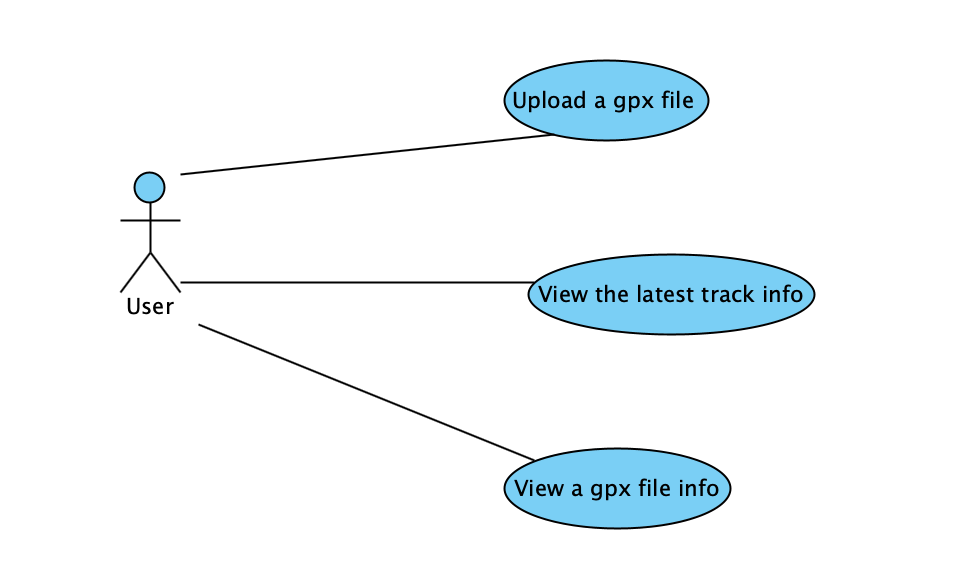 Upload a gpx file
View the latest track info
User
View a gpx file info